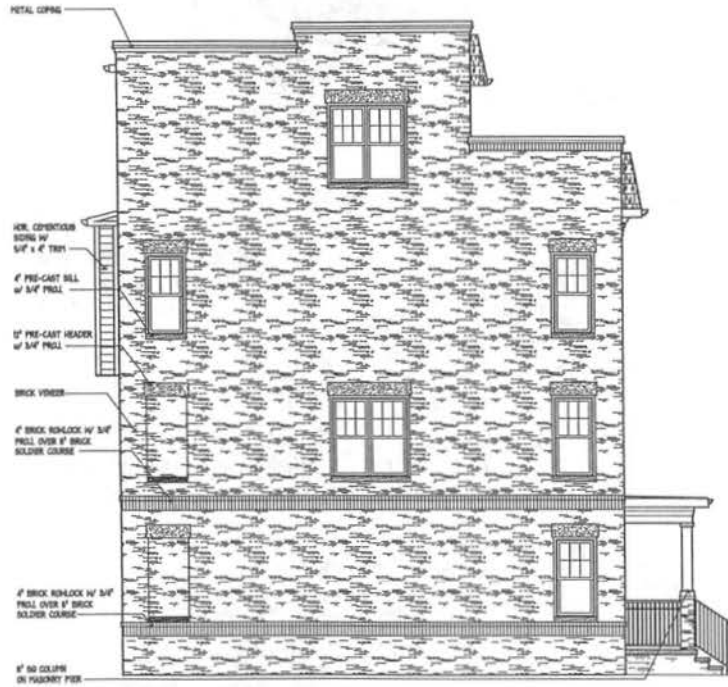 METAL COPING
HOR. CEMENTIOUS
SIDING W/
5/4" x 4" TRIM
4" PRE-CAST SILL
W/ 3/4" PROJ.
12" PRE-CAST HEADER
W/ 3/4" PROJ.
BRICK VENEER
4" BRICK ROWLOCK W/ 3/4"
PROJ. OVER 8" BRICK
SOLDIER COURSE
4" BRICK ROWLOCK W/ 3/4"
PROJ. OVER 8" BRICK
SOLDIER COURSE
8" SQ COLUMN
ON MASONRY PIER